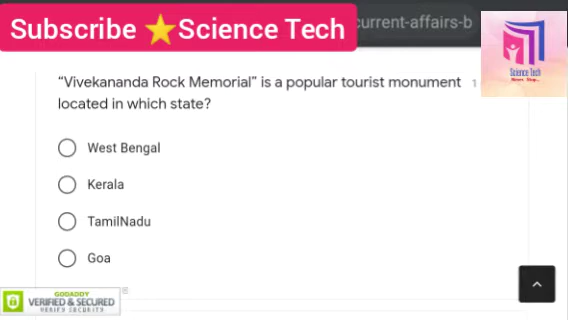 Subscribe ⭐Science Tech
current-affairs-b
Science Tech
“Vivekananda Rock Memorial” is a popular tourist monument 1
located in which state?
West Bengal
Kerala
TamilNadu
Goa
GODADDY
VERIFIED & SECURED
VERIFY SECURITY